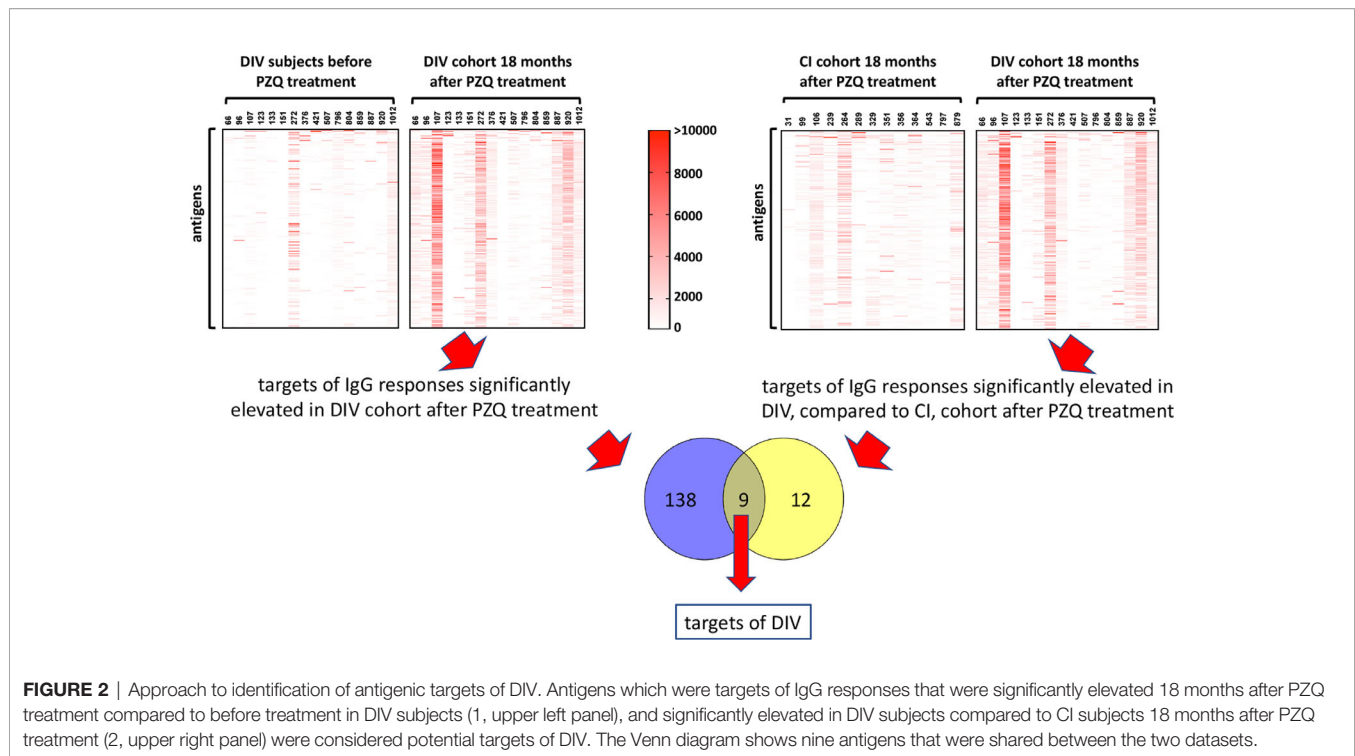 DIV subjects before
PZQ treatment
DIV cohort 18 months
after PZQ treatment
CI cohort 18 months
after PZQ treatment
DIV cohort 18 months
after PZQ treatment
66 96 107 123 133 151 272 376 421 507 796 804 859 887 920 1012
66 96 107 123 133 151 272 376 421 507 796 804 859 887 920 1012
31 99 106 239 264 289 329 351 356 364 543 797 879
66 96 107 123 133 151 272 376 421 507 796 804 859 887 920 1012
antigens
>10000
8000
6000
4000
2000
0
antigens
targets of IgG responses significantly
elevated in DIV cohort after PZQ treatment
targets of IgG responses significantly elevated in
DIV, compared to CI, cohort after PZQ treatment
138 9 12
targets of DIV
FIGURE 2 | Approach to identification of antigenic targets of DIV. Antigens which were targets of IgG responses that were significantly elevated 18 months after PZQ
treatment compared to before treatment in DIV subjects (1, upper left panel), and significantly elevated in DIV subjects compared to CI subjects 18 months after PZQ
treatment (2, upper right panel) were considered potential targets of DIV. The Venn diagram shows nine antigens that were shared between the two datasets.